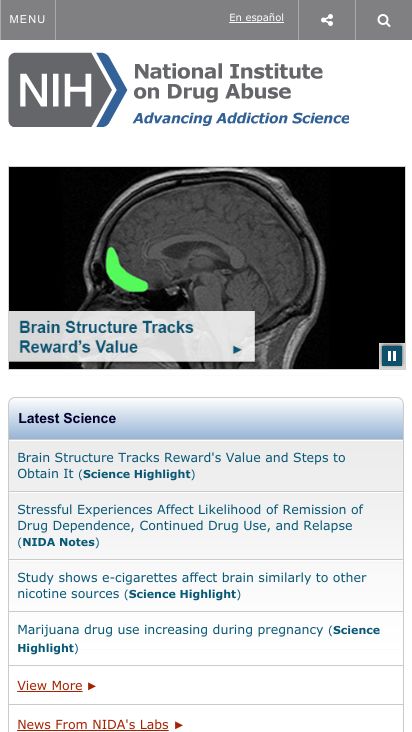 MENU
En español
NIH
National Institute
on Drug Abuse
Advancing Addiction Science
Brain Structure Tracks
Reward's Value ►
Latest Science
Brain Structure Tracks Reward's Value and Steps to
Obtain It (Science Highlight)
Stressful Experiences Affect Likelihood of Remission of
Drug Dependence, Continued Drug Use, and Relapse
(NIDA Notes)
Study shows e-cigarettes affect brain similarly to other
nicotine sources (Science Highlight)
Marijuana drug use increasing during pregnancy (Science
Highlight)
View More ►
News From NIDA's Labs ►